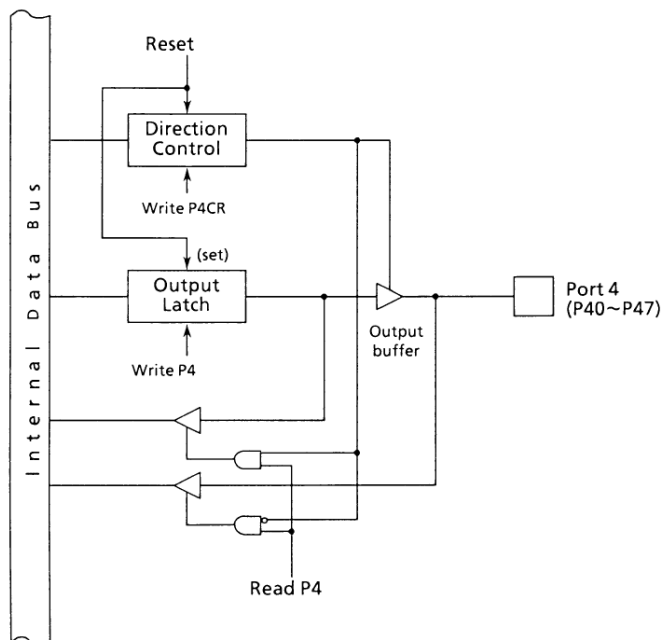 Reset
Direction
Control
Write P4CR
(set)
Output
Latch
Write P4
Output
buffer
Port 4
(P40~P47)
Internal Data Bus
Read P4